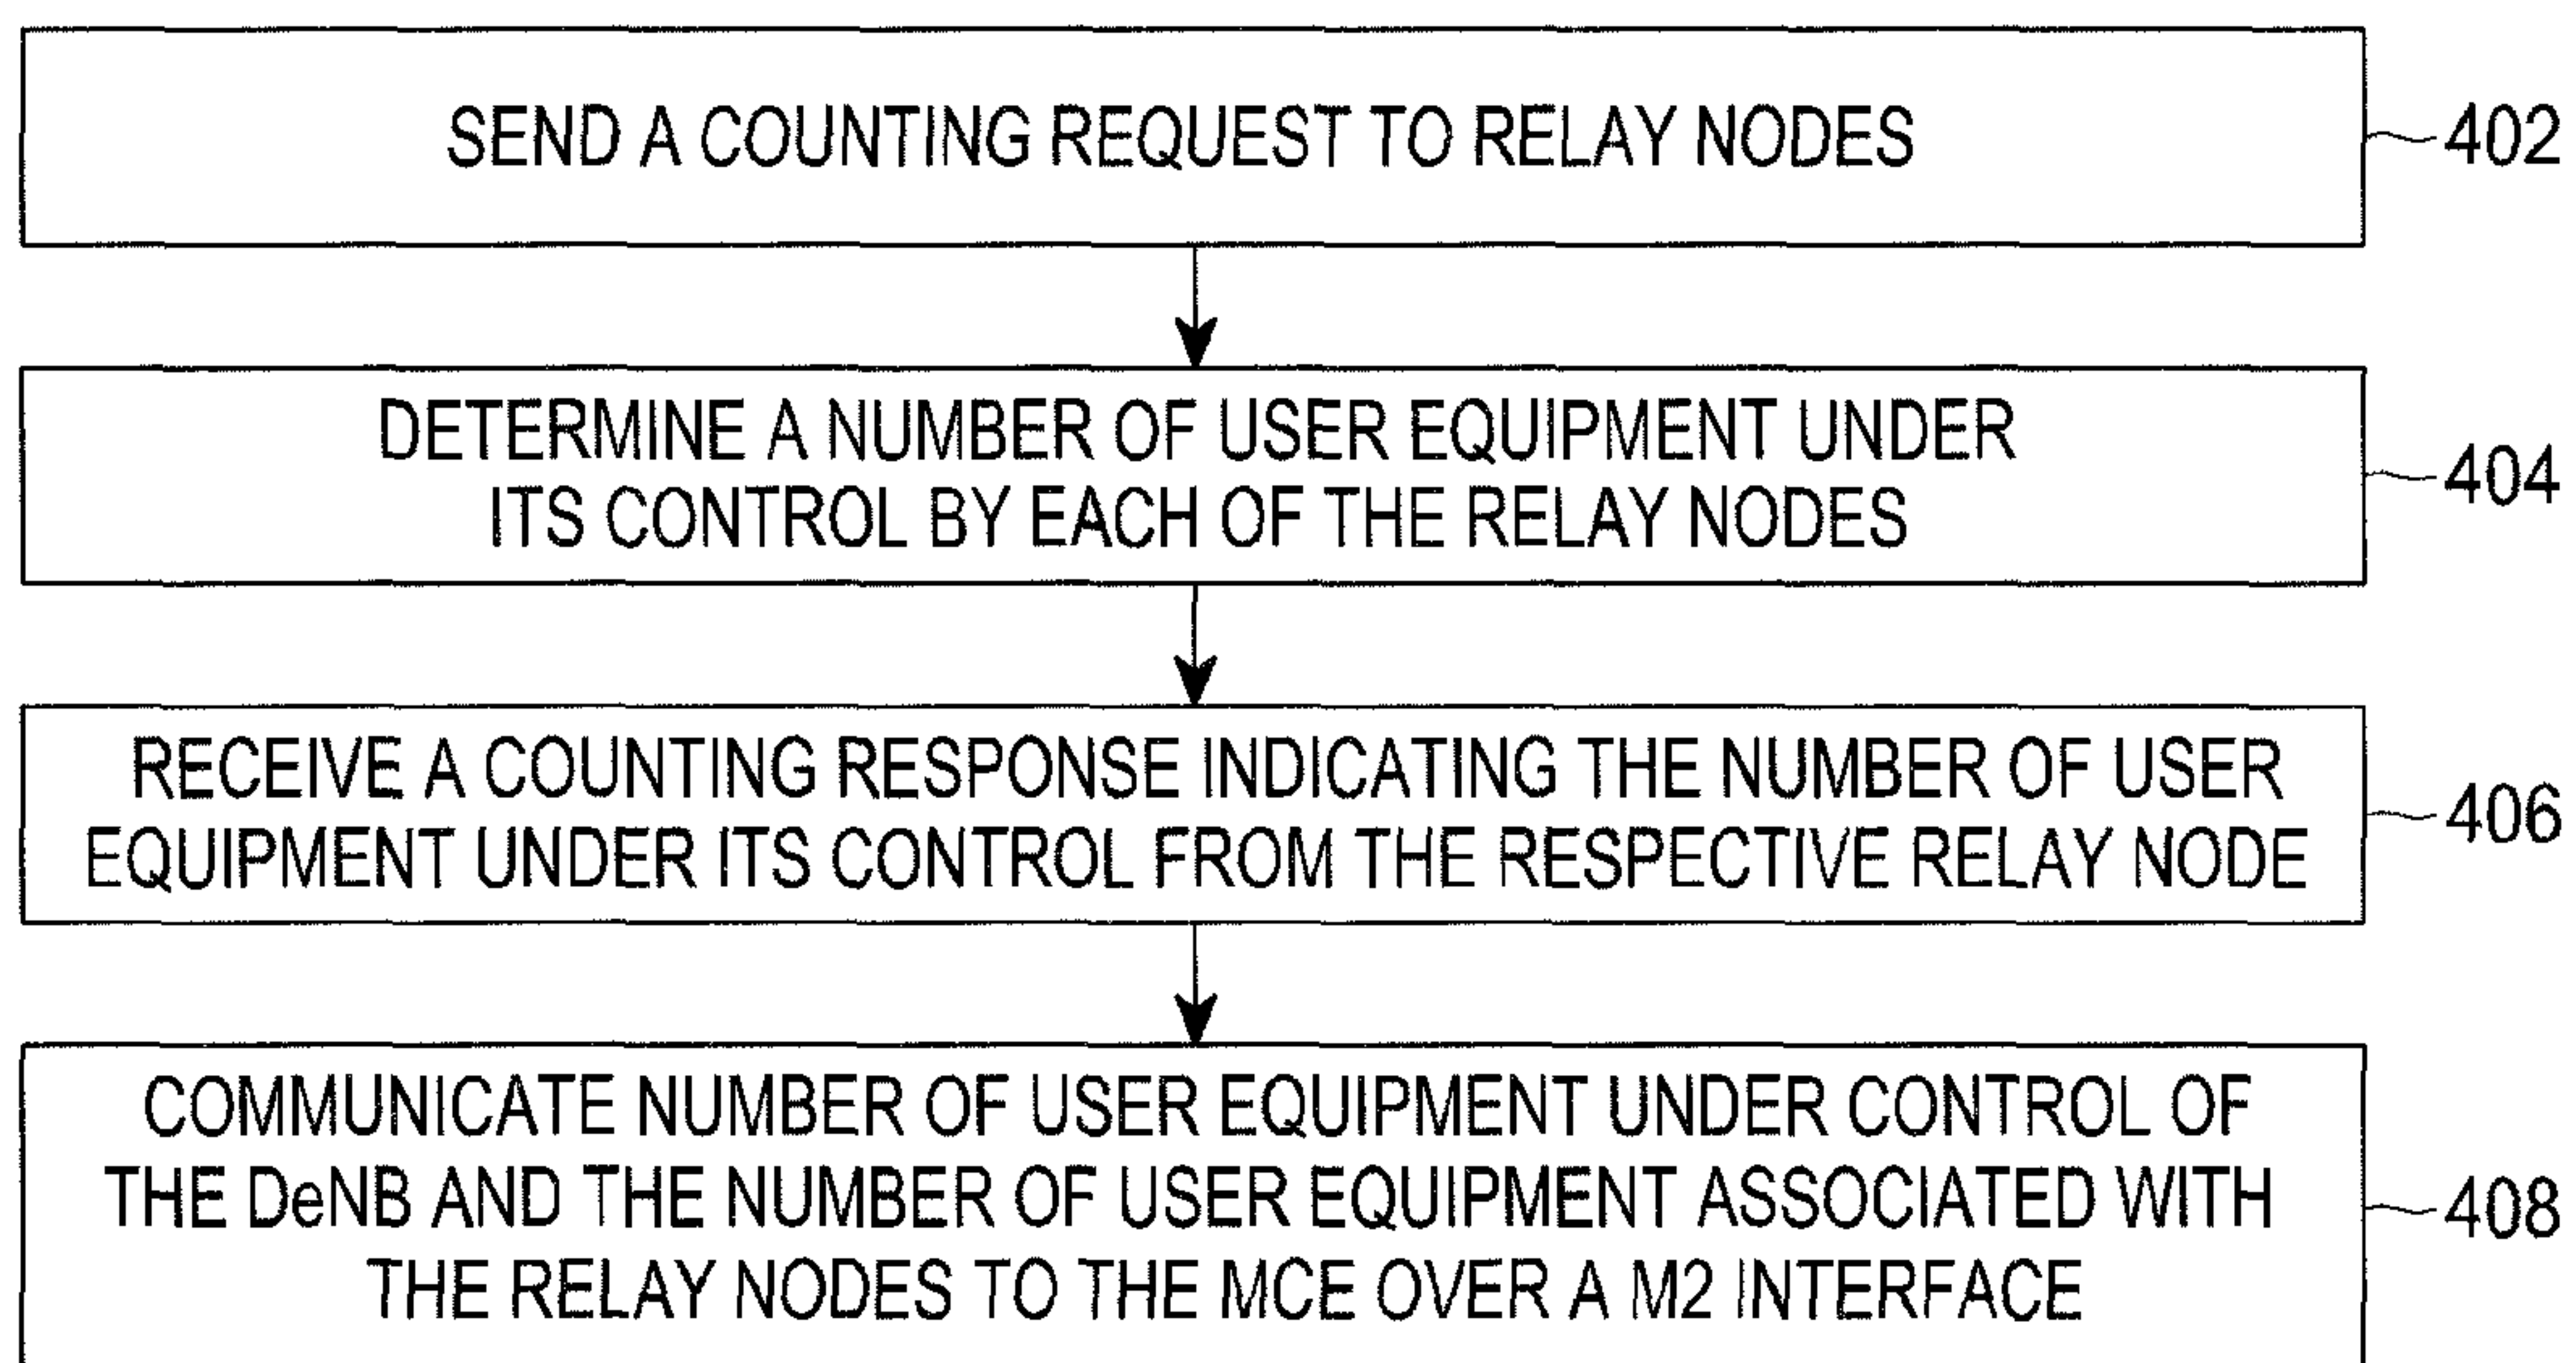 SEND A COUNTING REQUEST TO RELAY NODES
402
DETERMINE A NUMBER OF USER EQUIPMENT UNDER
ITS CONTROL BY EACH OF THE RELAY NODES
404
RECEIVE A COUNTING RESPONSE INDICATING THE NUMBER OF USER
EQUIPMENT UNDER ITS CONTROL FROM THE RESPECTIVE RELAY NODE
406
COMMUNICATE NUMBER OF USER EQUIPMENT UNDER CONTROL OF
THE DeNB AND THE NUMBER OF USER EQUIPMENT ASSOCIATED WITH
THE RELAY NODES TO THE MCE OVER A M2 INTERFACE
408